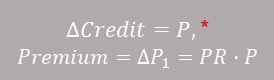 ΔCredit = P,*
Premium = ΔP₁ = PR · P